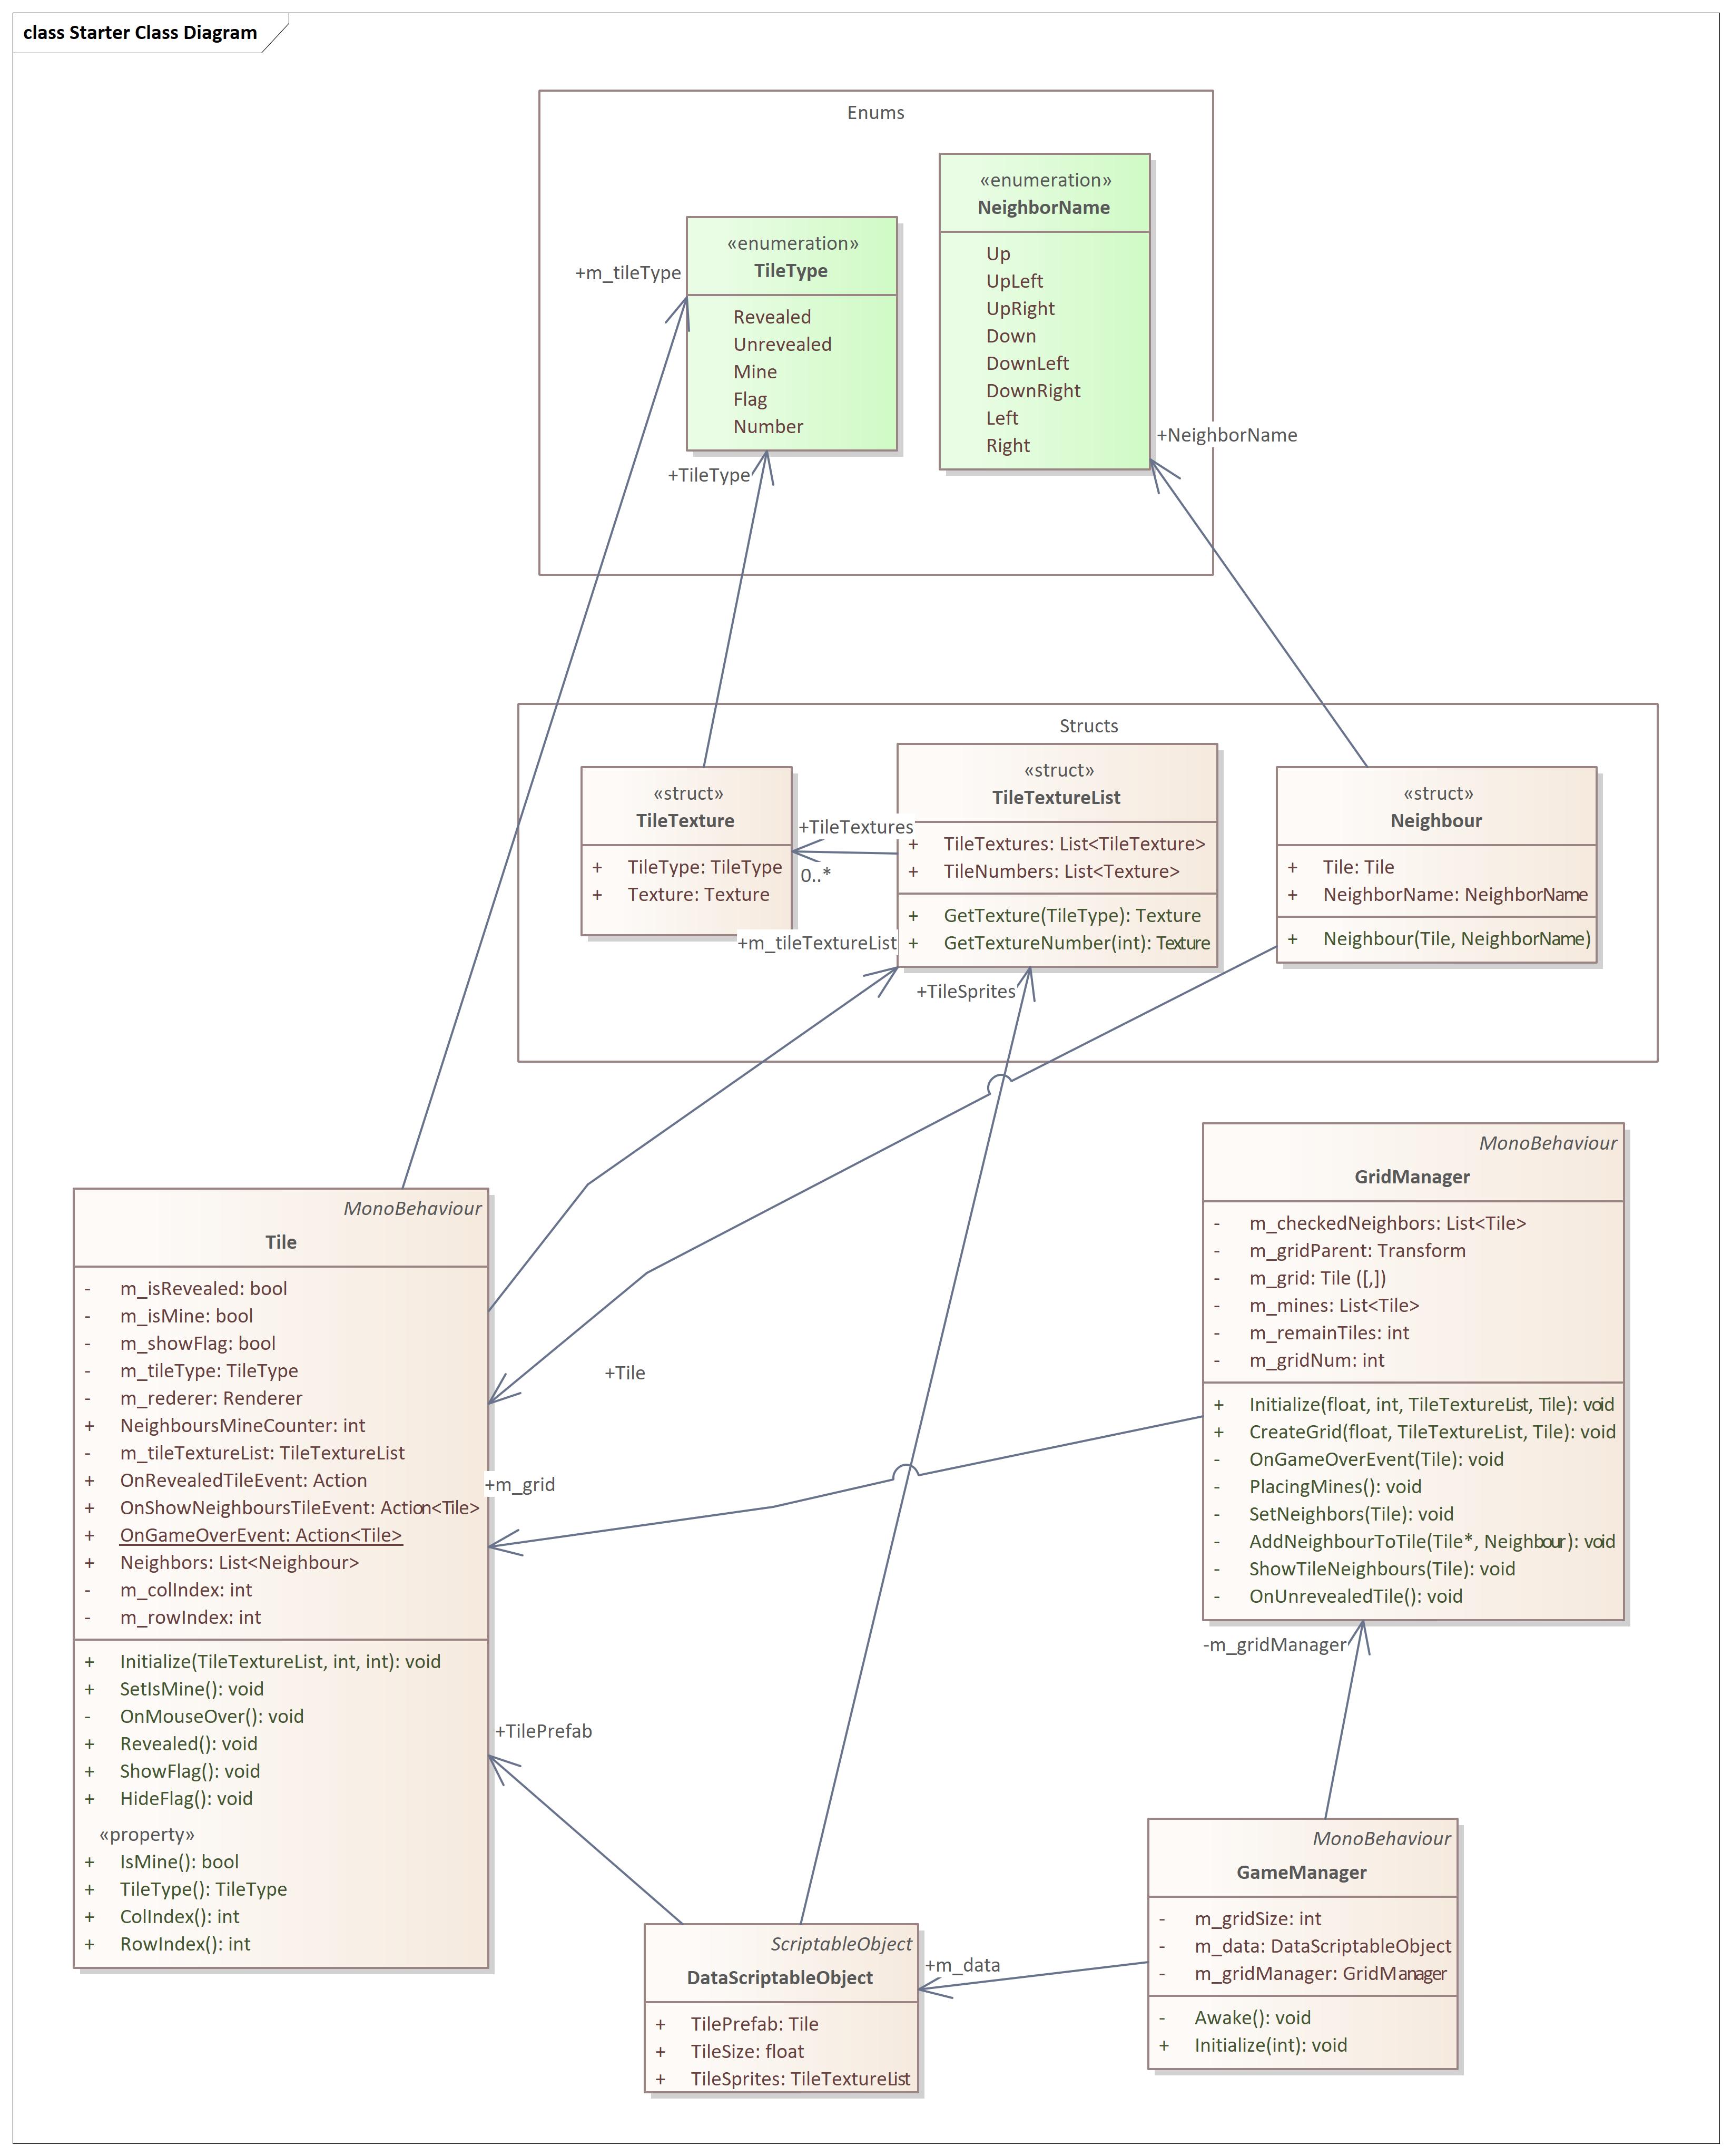 class Starter Class Diagram
Enums
«enumeration»
NeighborName
Up
UpLeft
UpRight
Down
DownLeft
DownRight
Left
Right
+NeighborName
«enumeration»
TileType
Revealed
Unrevealed
Mine
Flag
Number
+m_tileType
+TileType
Structs
«struct»
TileTexture
+ TileType: TileType
+ Texture: Texture
+TileTextures
0..*
«struct»
TileTextureList
+ TileTextures: List<TileTexture>
+ TileNumbers: List<Texture>
+ GetTexture(TileType): Texture
+ GetTextureNumber(int): Texture
+m_tileTextureList
+TileSprites
«struct»
Neighbour
+ Tile: Tile
+ NeighborName: NeighborName
+ Neighbour(Tile, NeighborName)
MonoBehaviour
GridManager
- m_checkedNeighbors: List<Tile>
- m_gridParent: Transform
- m_grid: Tile ([,])
- m_mines: List<Tile>
- m_remainTiles: int
- m_gridNum: int
+ Initialize(float, int, TileTextureList, Tile): void
+ CreateGrid(float, TileTextureList, Tile): void
- OnGameOverEvent(Tile): void
- PlacingMines(): void
- SetNeighbors(Tile): void
- AddNeighbourToTile(Tile*, Neighbour): void
- ShowTileNeighbours(Tile): void
- OnUnrevealedTile(): void
-m_gridManager
MonoBehaviour
Tile
- m_isRevealed: bool
- m_isMine: bool
- m_showFlag: bool
- m_tileType: TileType
- m_rederer: Renderer
+ NeighboursMineCounter: int
- m_tileTextureList: TileTextureList
+ OnRevealedTileEvent: Action
+ OnShowNeighboursTileEvent: Action<Tile>
+ OnGameOverEvent: Action<Tile>
+ Neighbors: List<Neighbour>
- m_colIndex: int
- m_rowIndex: int
+ Initialize(TileTextureList, int, int): void
+ SetIsMine(): void
- OnMouseOver(): void
+ Revealed(): void
+ ShowFlag(): void
+ HideFlag(): void
«property»
+ IsMine(): bool
+ TileType(): TileType
+ ColIndex(): int
+ RowIndex(): int
+Tile
+m_grid
+TilePrefab
ScriptableObject
DataScriptableObject
+ TilePrefab: Tile
+ TileSize: float
+ TileSprites: TileTextureList
+m_data
MonoBehaviour
GameManager
- m_gridSize: int
- m_data: DataScriptableObject
- m_gridManager: GridManager
- Awake(): void
+ Initialize(int): void